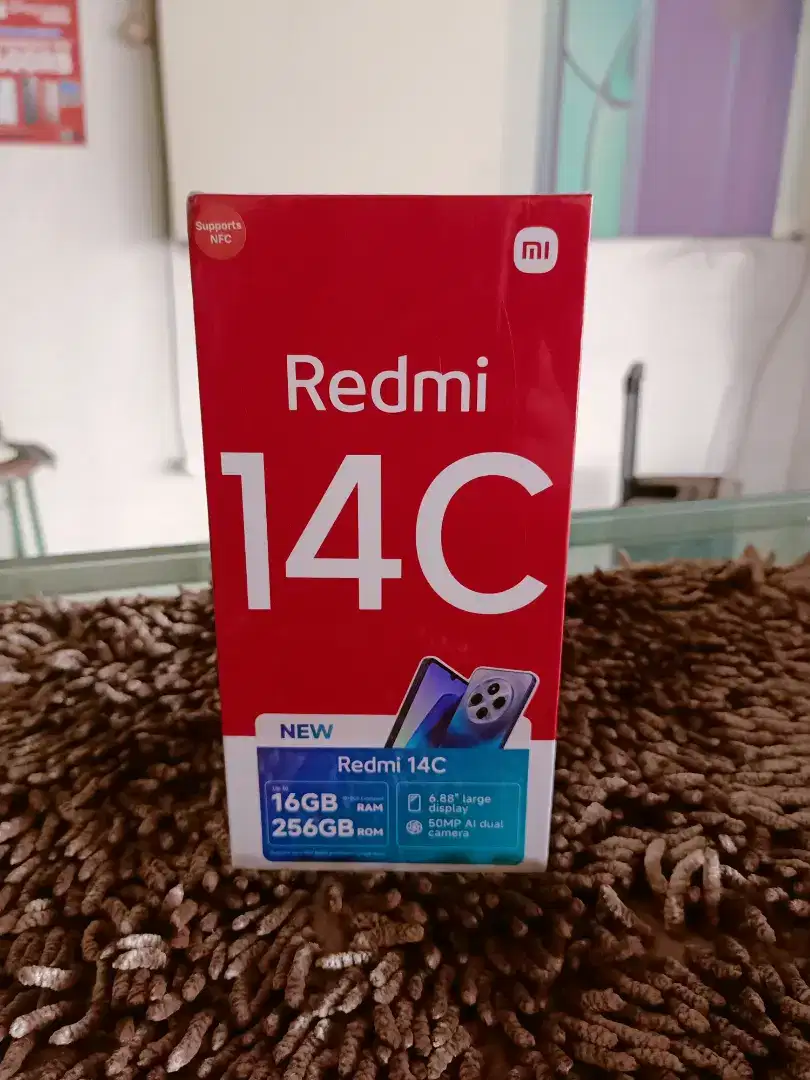 Supports
NFC
mi
Redmi
14C
NEW
Redmi 14C
Up to
16GB RAM
256GB ROM
6.88" large
display
50MP AI dual
camera